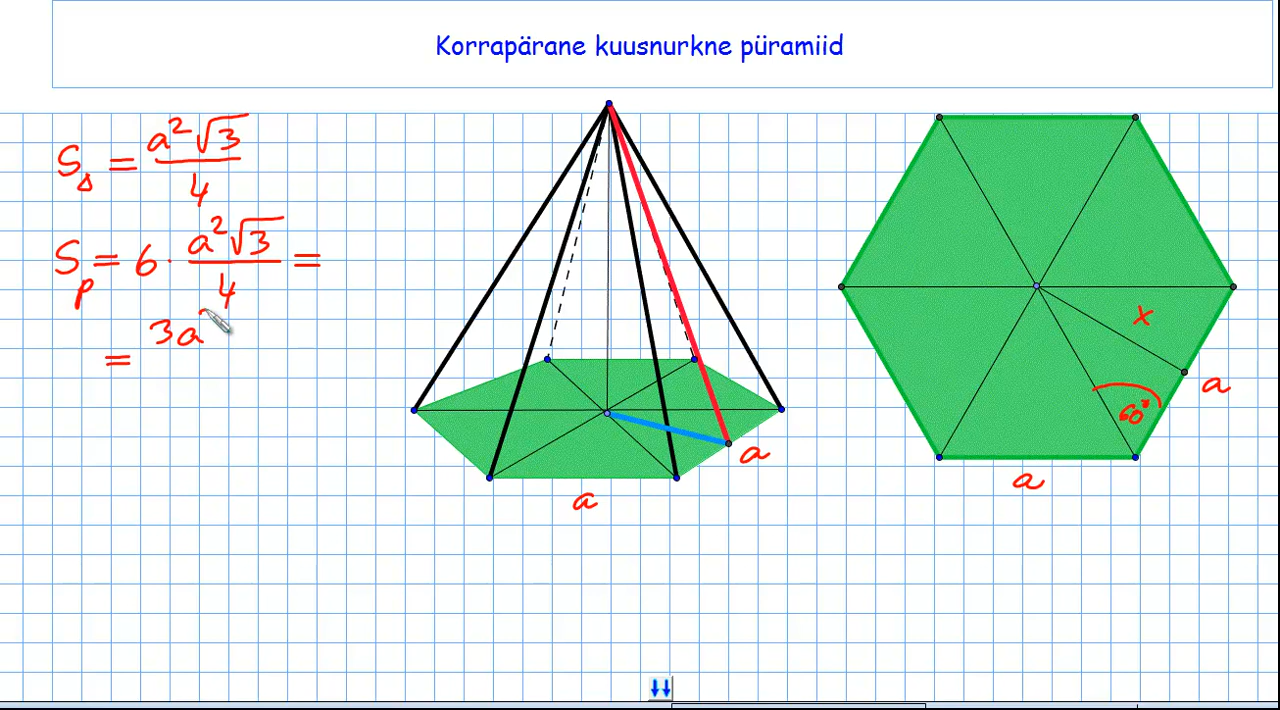 Korrapärane kuusnurkne püramiid
S△ = a²√3 / 4
Sp = 6 · a²√3 / 4 =
= 3a
a
a
x
a
60°
a